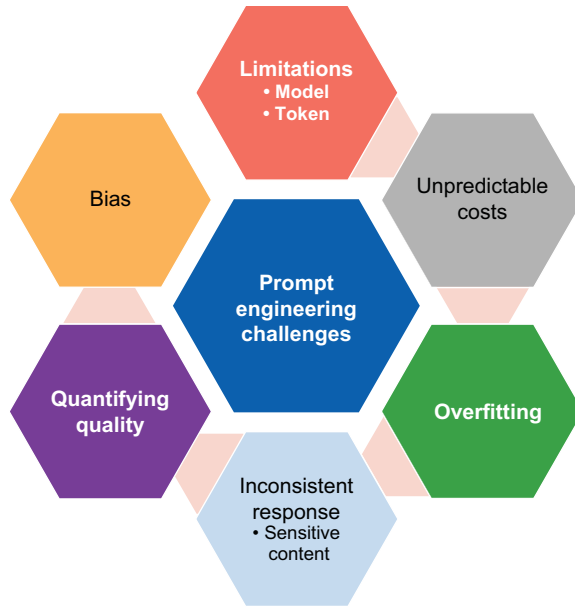 Limitations
• Model
• Token
Unpredictable
costs
Overfitting
Inconsistent
response
• Sensitive
content
Quantifying
quality
Bias
Prompt
engineering
challenges